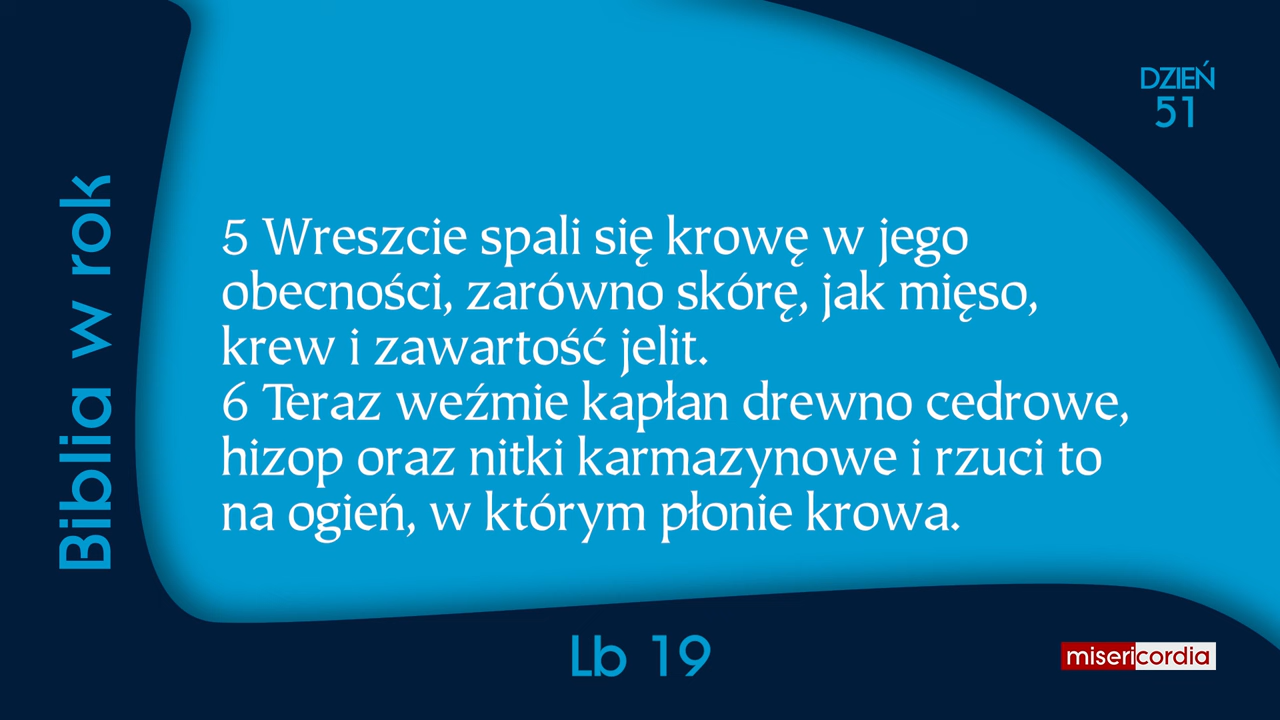 DZIEŃ
51
Biblia w rok
5 Wreszcie spali się krowę w jego
obecności, zarówno skórę, jak mięso,
krew i zawartość jelit.
6 Teraz weźmie kapłan drewno cedrowe,
hizop oraz nitki karmazynowe i rzuci to
na ogień, w którym płonie krowa.
Lb 19
misericordia